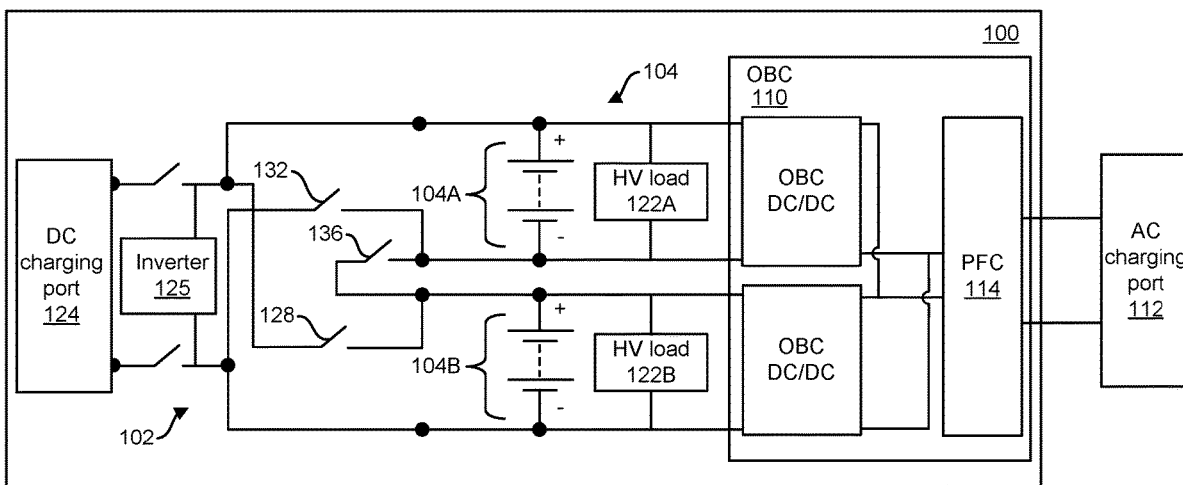 100
104
OBC
110
132
104A
+
-
HV load
122A
OBC
DC/DC
DC
charging
port
124
Inverter
125
136
PFC
114
AC
charging
port
112
128
104B
+
-
HV load
122B
OBC
DC/DC
102